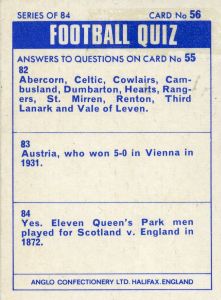 SERIES OF 84 CARD No 56
FOOTBALL QUIZ
ANSWERS TO QUESTIONS ON CARD No 55
82
Abercorn, Celtic, Cowlairs, Cam-
busland, Dumbarton, Hearts, Rang-
ers, St. Mirren, Renton, Third
Lanark and Vale of Leven.
83
Austria, who won 5-0 in Vienna in
1931.
84
Yes. Eleven Queen's Park men
played for Scotland v. England in
1872.
ANGLO CONFECTIONERY LTD. HALIFAX. ENGLAND